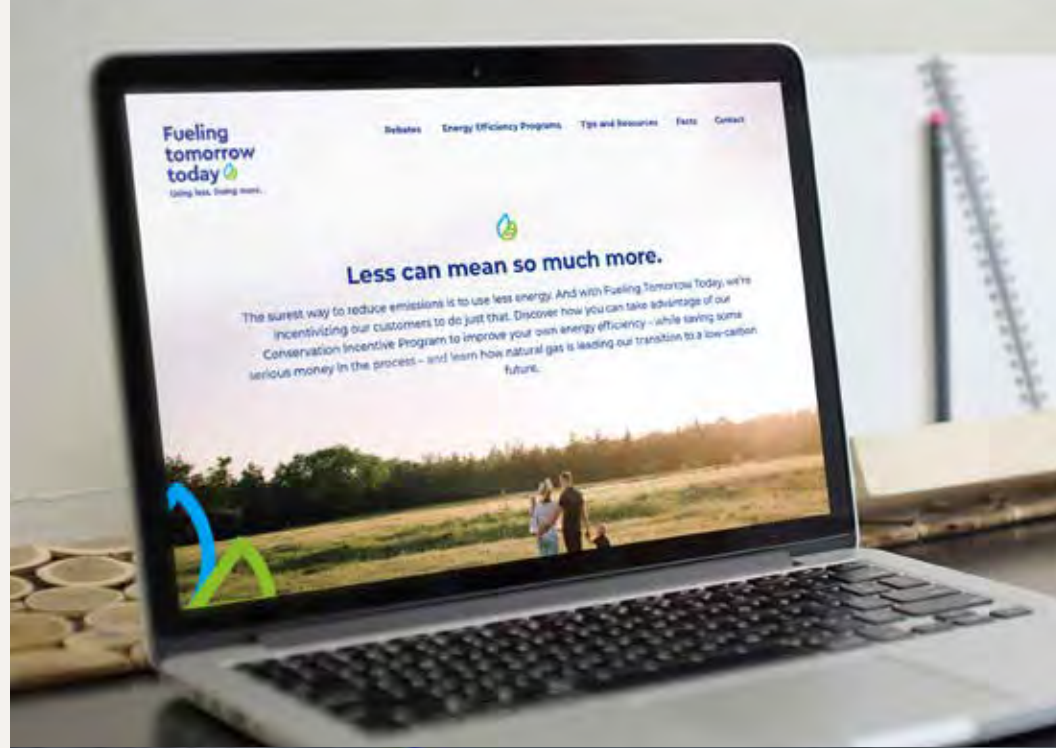 Fueling
tomorrow
today
Using less. Doing more.
Rebates Energy Efficiency Programs Tips and Resources Facts Contact
Less can mean so much more.
The surest way to reduce emissions is to use less energy. And with Fueling Tomorrow Today, we're
incentivizing our customers to do just that. Discover how you can take advantage of our
Conservation Incentive Program to improve your own energy efficiency – while saving some
serious money in the process – and learn how natural gas is leading our transition to a low-carbon
future.